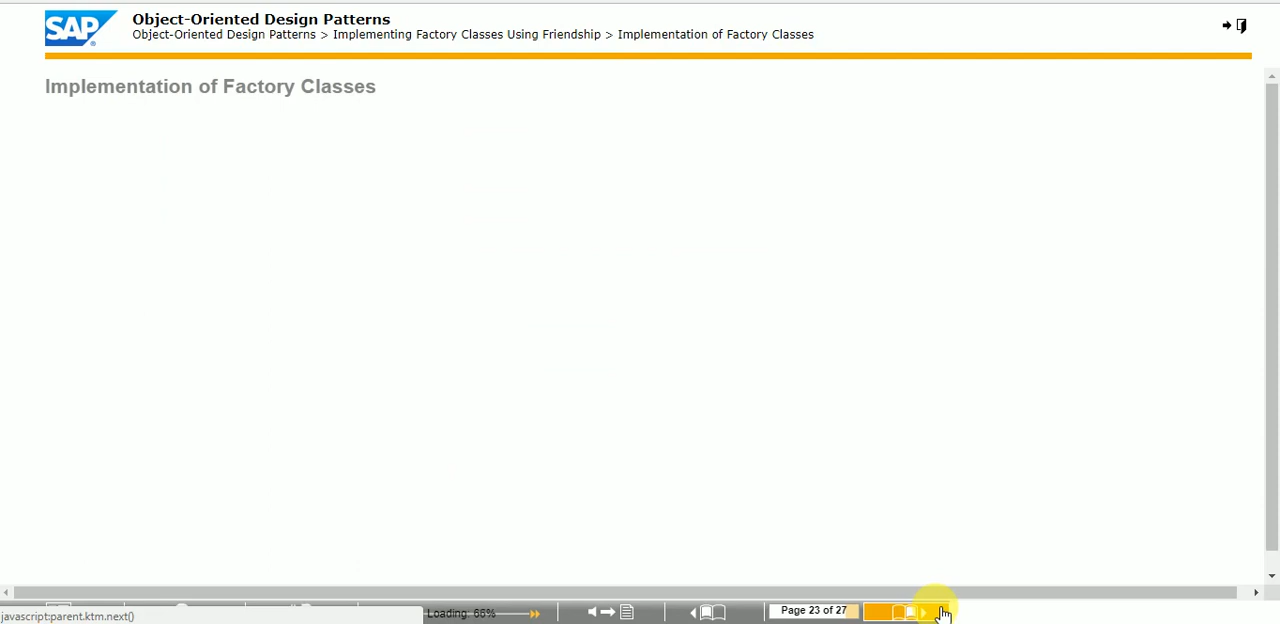 SAP
Object-Oriented Design Patterns
Object-Oriented Design Patterns > Implementing Factory Classes Using Friendship > Implementation of Factory Classes
Implementation of Factory Classes
javascript:parent.ktm.next()
Loading: 66%
Page 23 of 27